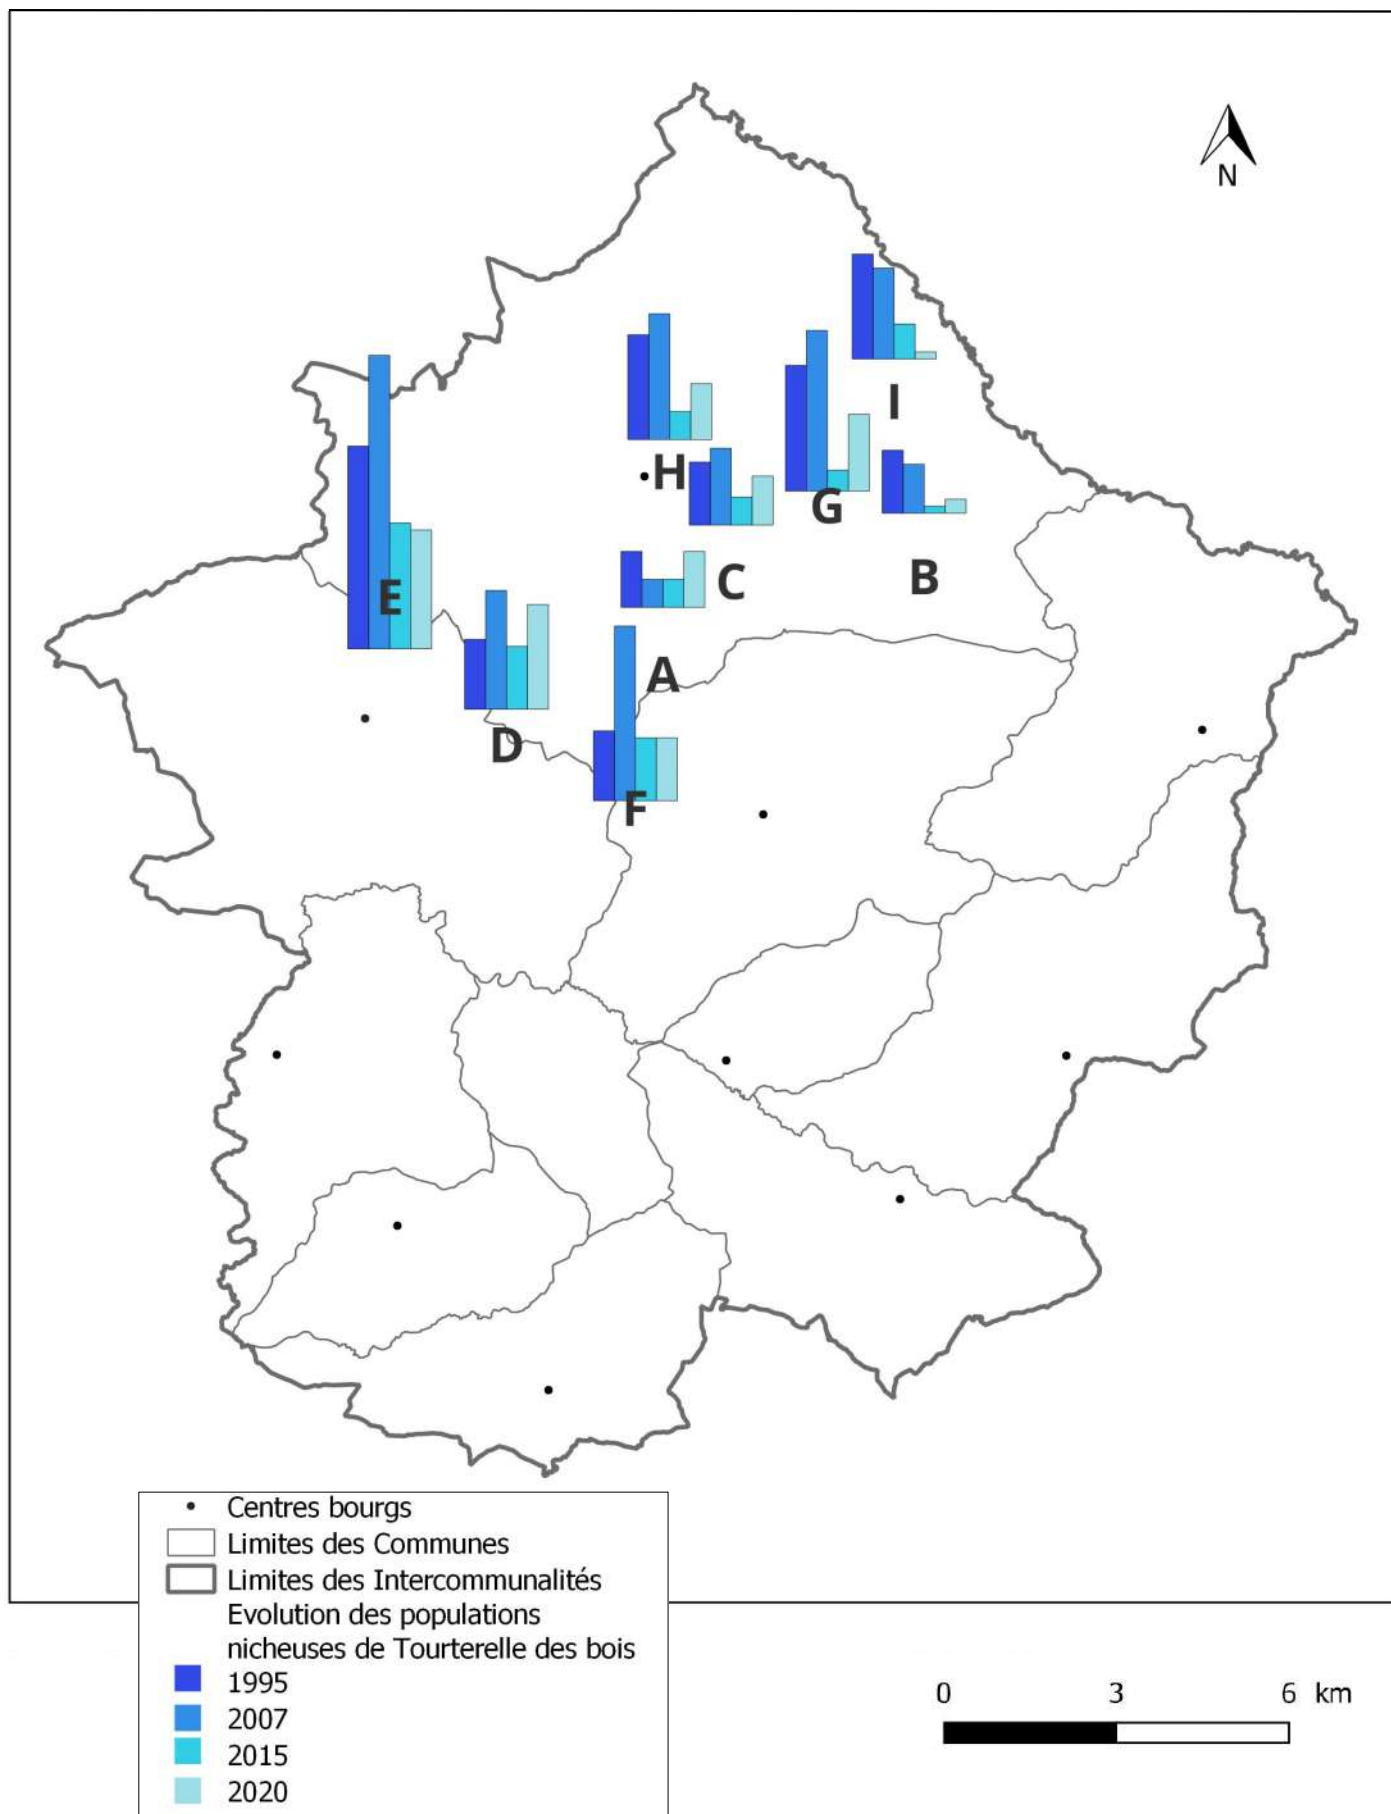 N
I
H
G
B
C
E
A
D
F
Centres bourgs
Limites des Communes
Limites des Intercommunalités
Evolution des populations
nicheuses de Tourterelle des bois
1995
2007
2015
2020
0 3 6 km